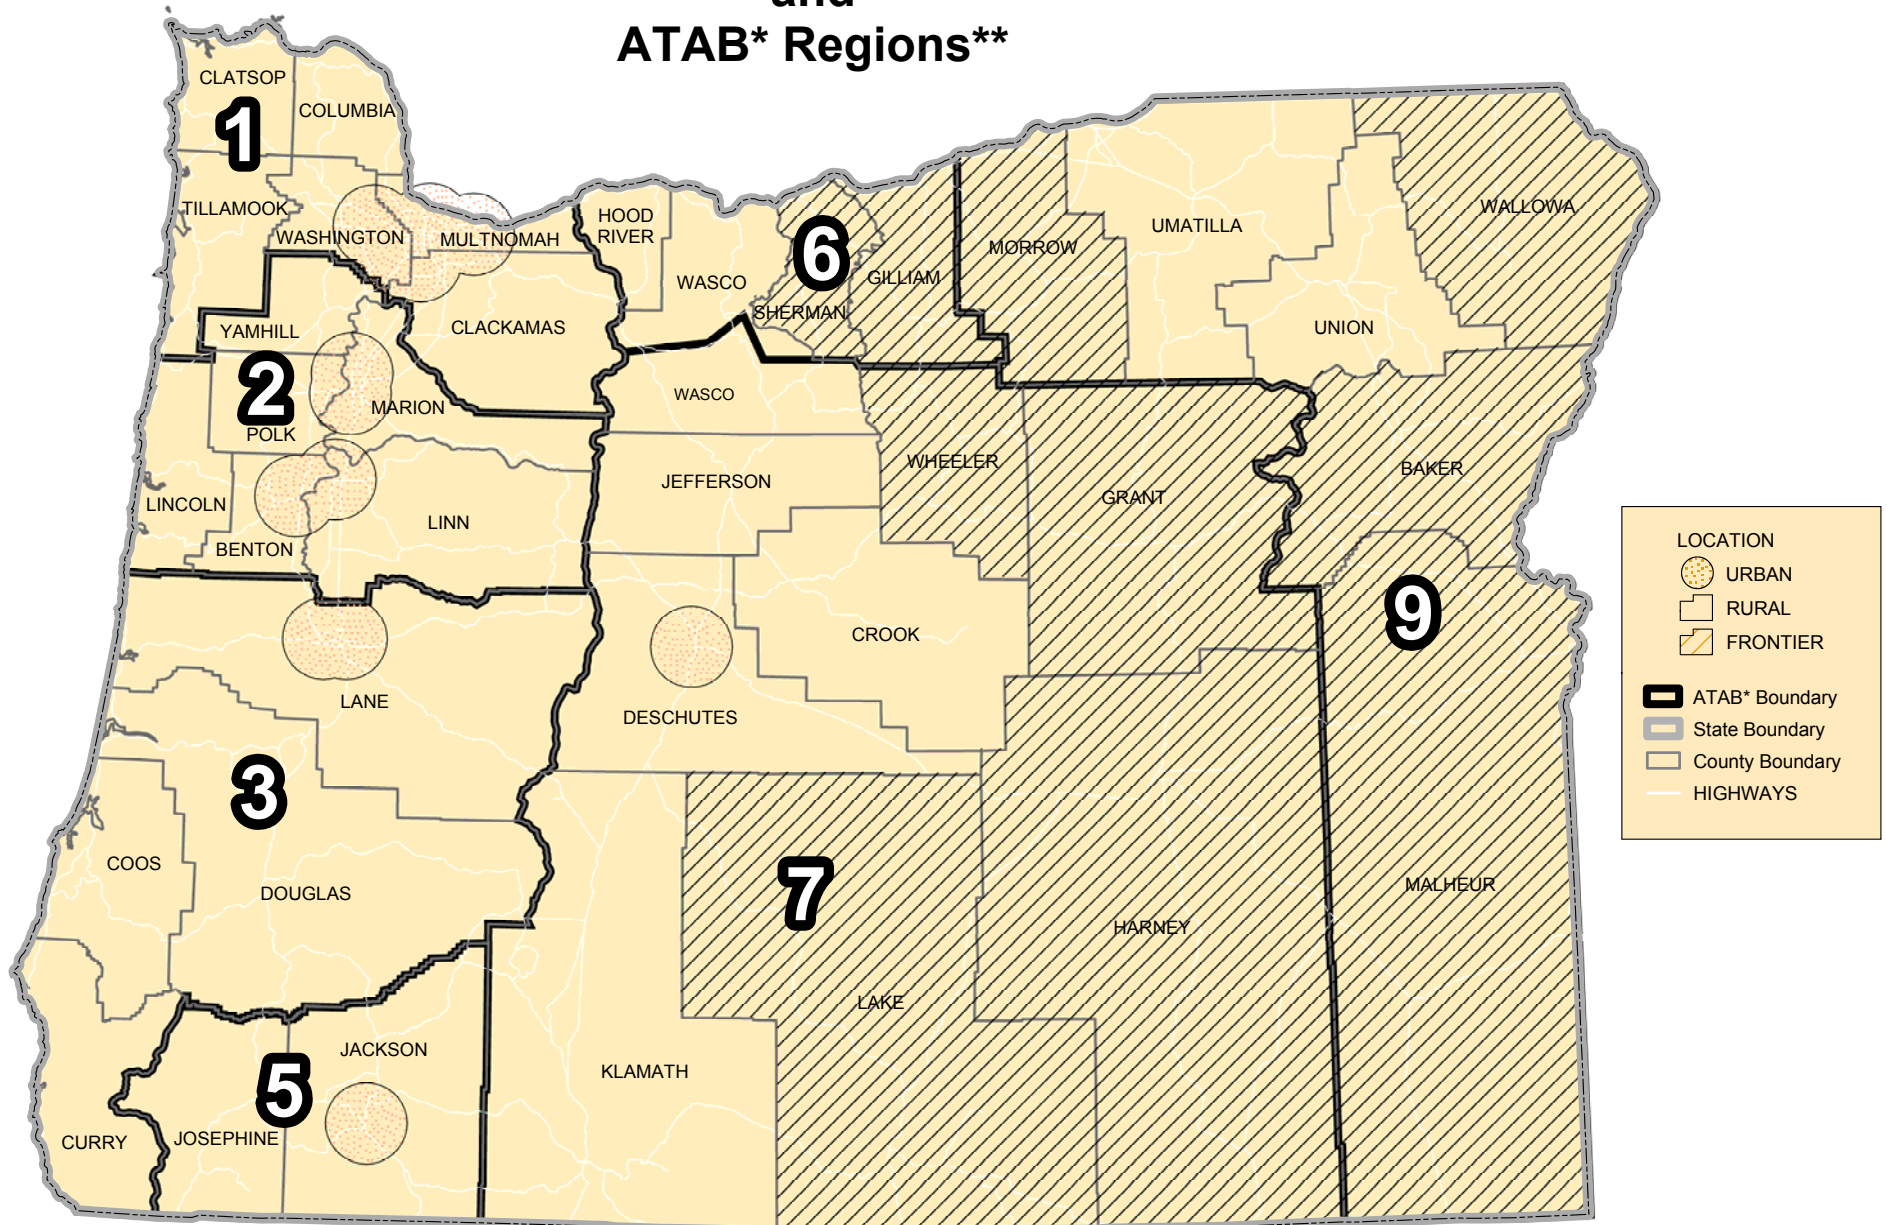 and
ATAB* Regions**
CLATSOP
COLUMBIA
1
TILLAMOOK
WASHINGTON
MULTNOMAH
HOOD
RIVER
WASCO
6
SHERMAN
GILLIAM
MORROW
UMATILLA
WALLOWA
UNION
YAMHILL
CLACKAMAS
2
POLK
MARION
WASCO
LINCOLN
BENTON
LINN
JEFFERSON
WHEELER
GRANT
BAKER
9
LANE
DESCHUTES
CROOK
3
COOS
DOUGLAS
7
LAKE
HARNEY
MALHEUR
5
JACKSON
KLAMATH
CURRY
JOSEPHINE
LOCATION
URBAN
RURAL
FRONTIER
ATAB* Boundary
State Boundary
County Boundary
HIGHWAYS